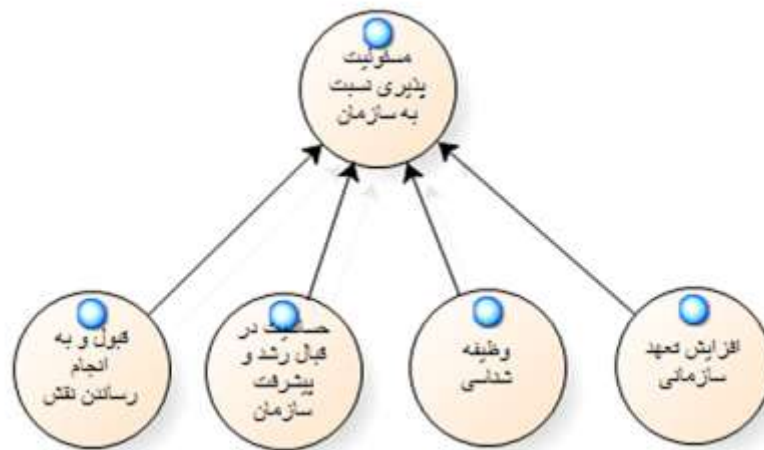 مسئولیت
پذیری نسبت
به سازمان
افزایش تعهد
سازمانی
وظیفه
شناسی
حساسیت در
قبال رشد و
پیشرفت
سازمان
قبول و به
انجام
رساندن نقش